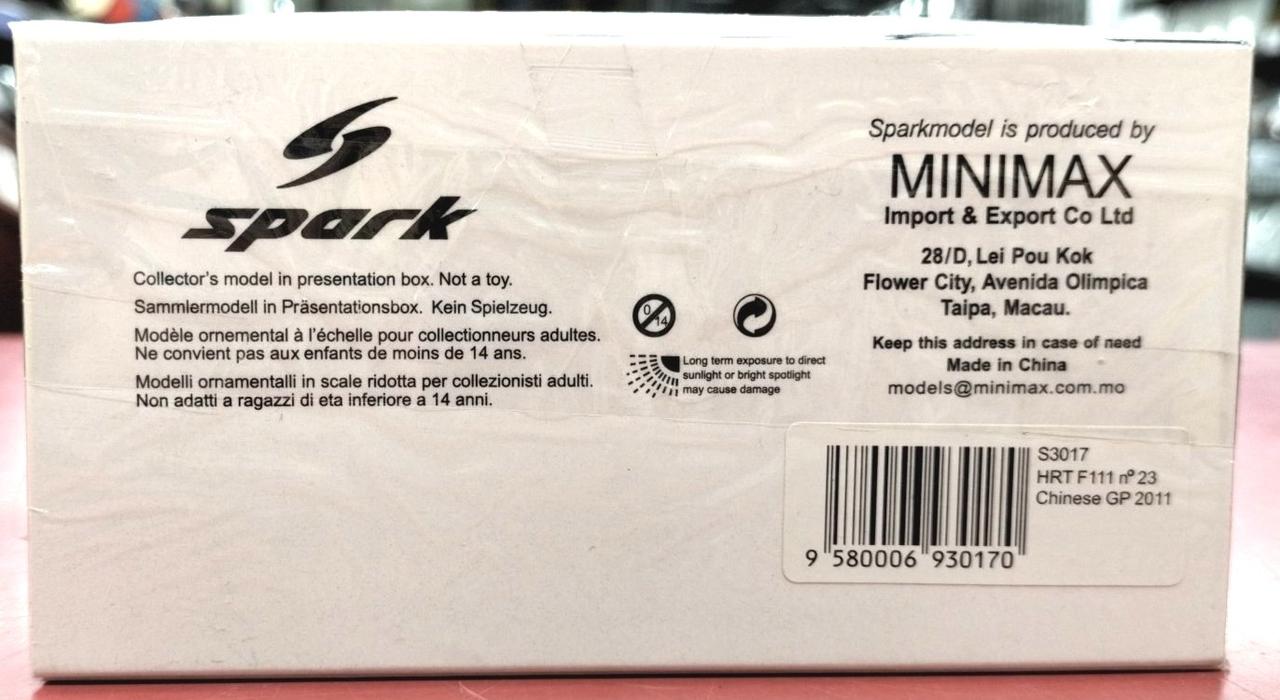 spark
Collector's model in presentation box. Not a toy.
Sammlermodell in Präsentationsbox. Kein Spielzeug.
Modèle ornemental à l'échelle pour collectionneurs adultes.
Ne convient pas aux enfants de moins de 14 ans.
Modelli ornamentalli in scale ridotta per collezionisti adulti.
Non adatti a ragazzi di eta inferiore a 14 anni.
0
14
Long term exposure to direct
sunlight or bright spotlight
may cause damage
Sparkmodel is produced by
MINIMAX
Import & Export Co Ltd
28/D, Lei Pou Kok
Flower City, Avenida Olimpica
Taipa, Macau.
Keep this address in case of need
Made in China
models@minimax.com.mo
S3017
HRT F111 nº 23
Chinese GP 2011
9 580006 930170